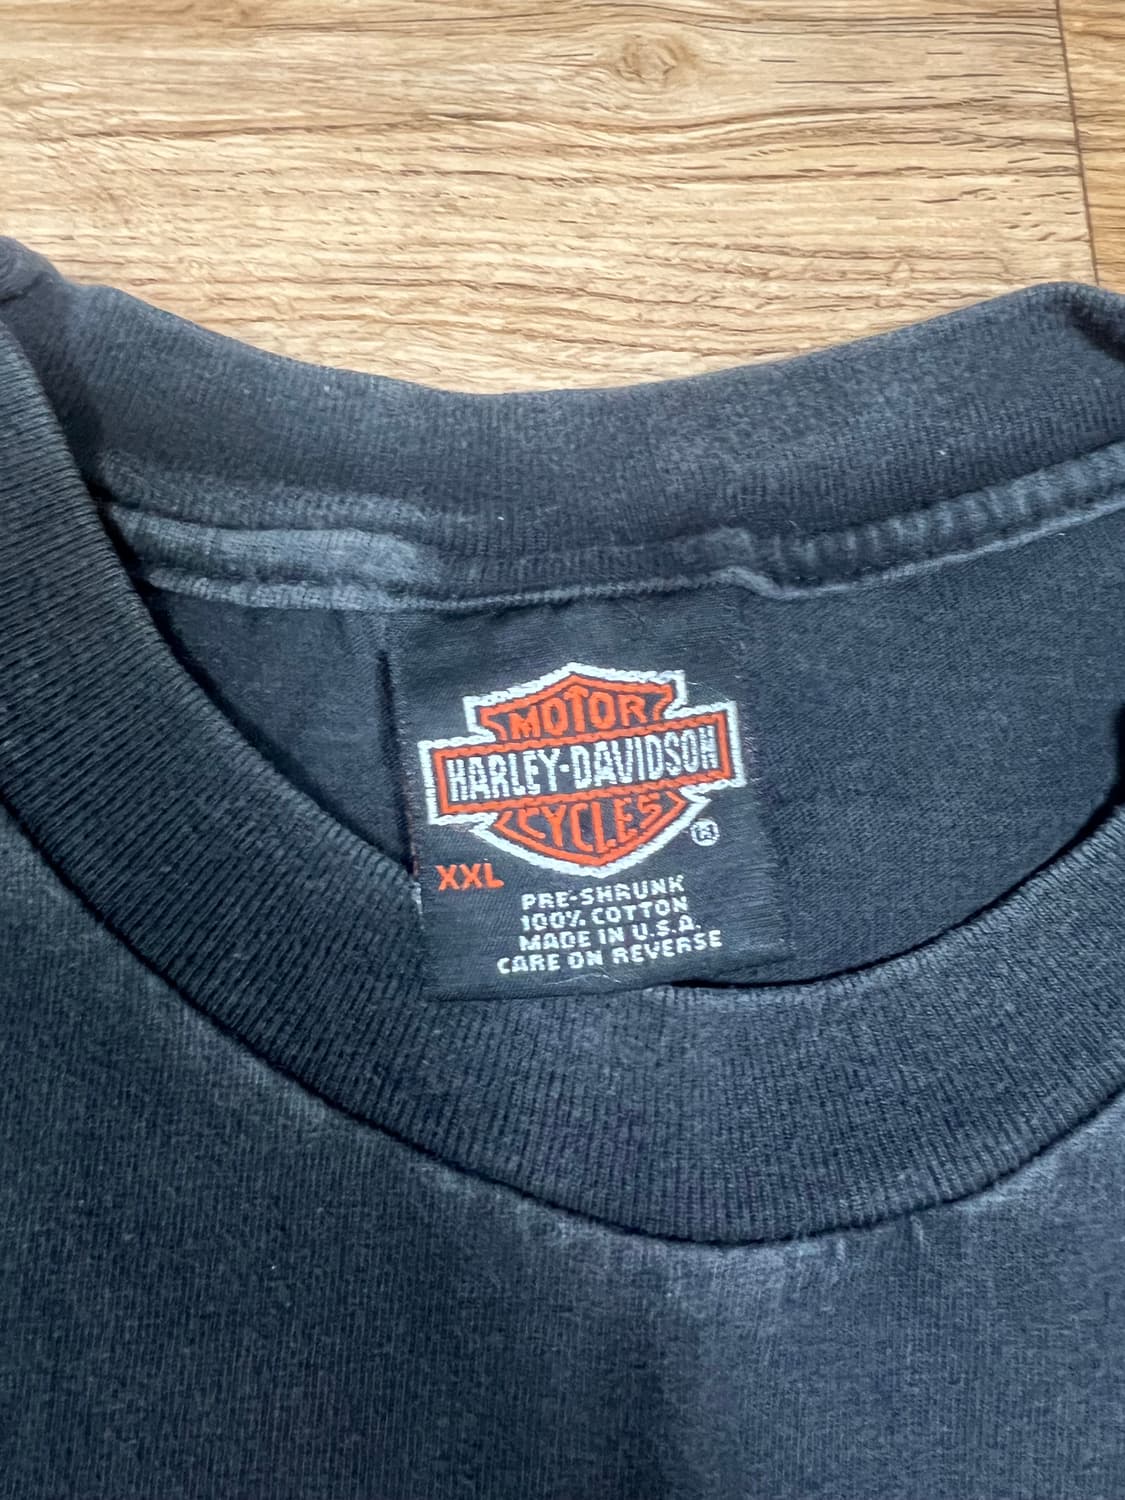 MOTOR
HARLEY-DAVIDSON
CYCLES
®
XXL
PRE-SHRUNK
100% COTTON
MADE IN U.S.A.
CARE ON REVERSE